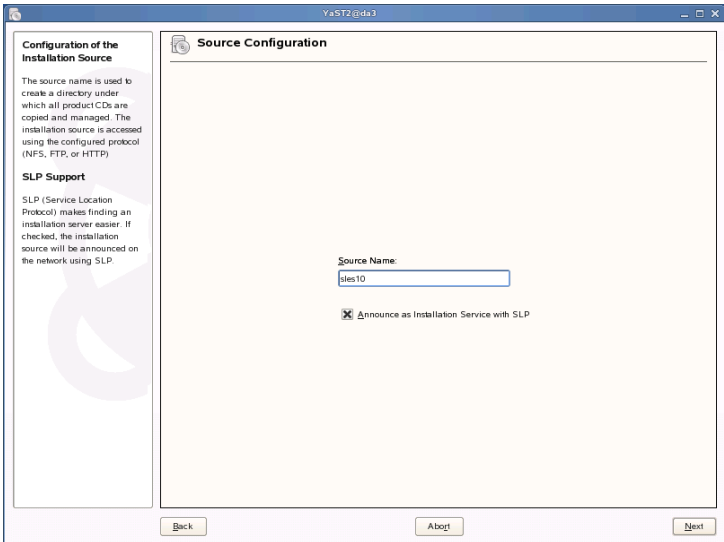 YaST2@da3
Configuration of the
Installation Source
The source name is used to
create a directory under
which all product CDs are
copied and managed. The
installation source is accessed
using the configured protocol
(NFS, FTP, or HTTP)
SLP Support
SLP (Service Location
Protocol) makes finding an
installation server easier. If
checked, the installation
source will be announced on
the network using SLP.
Source Configuration
Source Name:
sles10
Announce as Installation Service with SLP
Back
Abort
Next